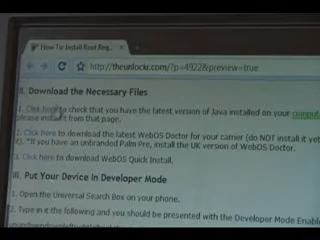 How To: Install Root Reg...
http://theunlockr.com/?p=4922&preview=true
II. Download the Necessary Files
1. Click here to check that you have the latest version of Java installed on your
please install it from that page.
2. Click here to download the latest WebOS Doctor for your carrier (do NOT install it yet
*If you have an unbranded Palm Pre, install the UK version of WebOS Doctor.
3. Click here to download WebOS Quick Install.
III. Put Your Device in Developer Mode
1. Open the Universal Search Box on your phone.
2. Type in the following and you should be presented with the Developer Mode Enable